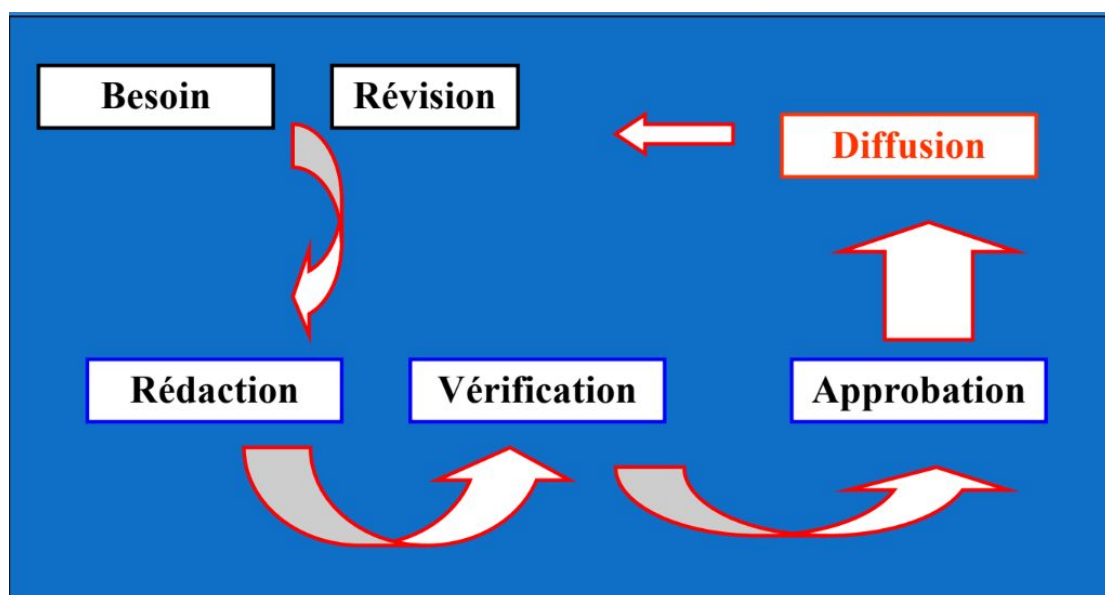 Besoin
Révision
Diffusion
Rédaction
Vérification
Approbation